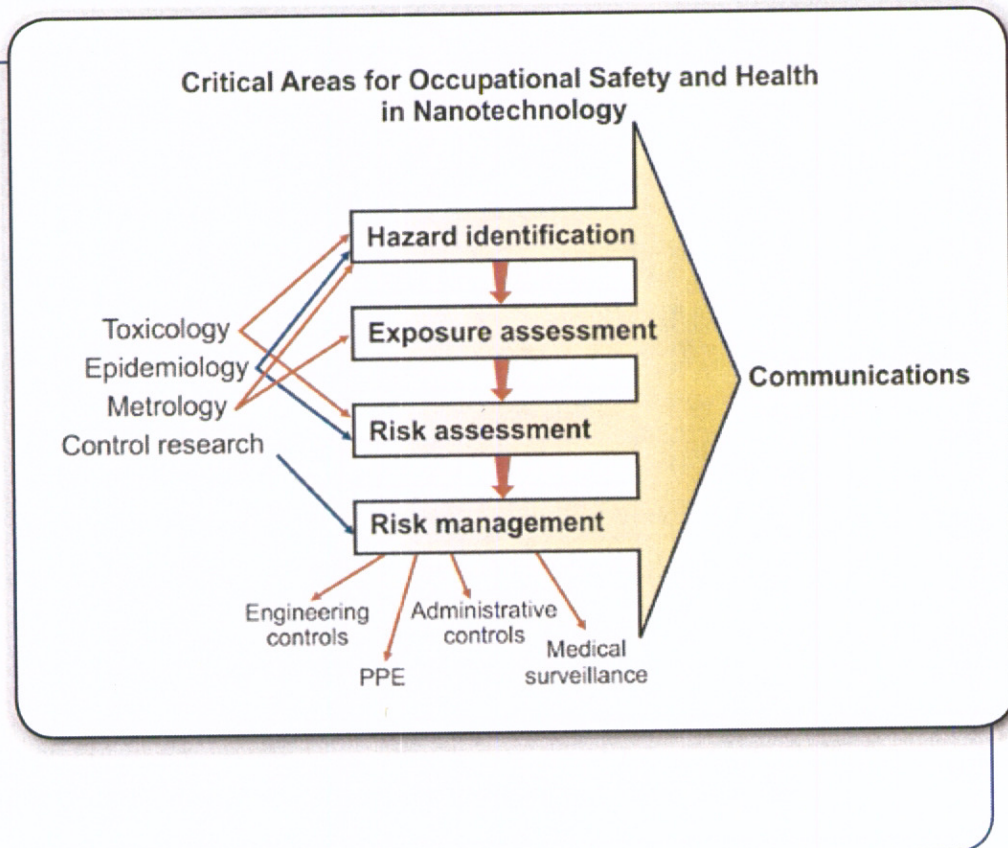 Critical Areas for Occupational Safety and Health
in Nanotechnology
Hazard identification
Exposure assessment
Risk assessment
Risk management
Toxicology
Epidemiology
Metrology
Control research
Communications
Engineering
controls
PPE
Administrative
controls
Medical
surveillance